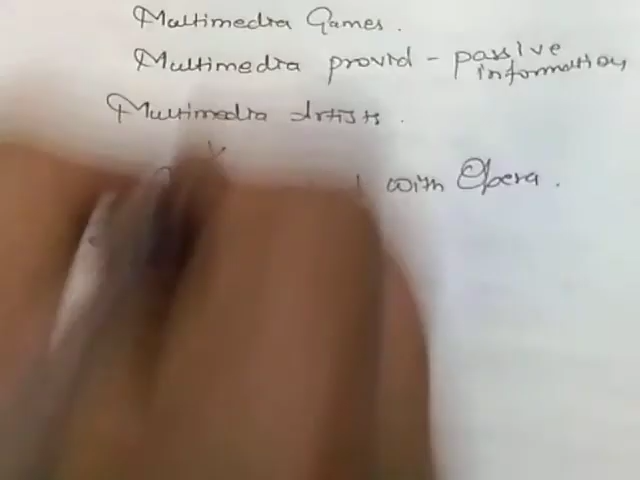 Multimedia Games.
Multimedia provid - passive
information,
Multimedia artists.
with Opera.